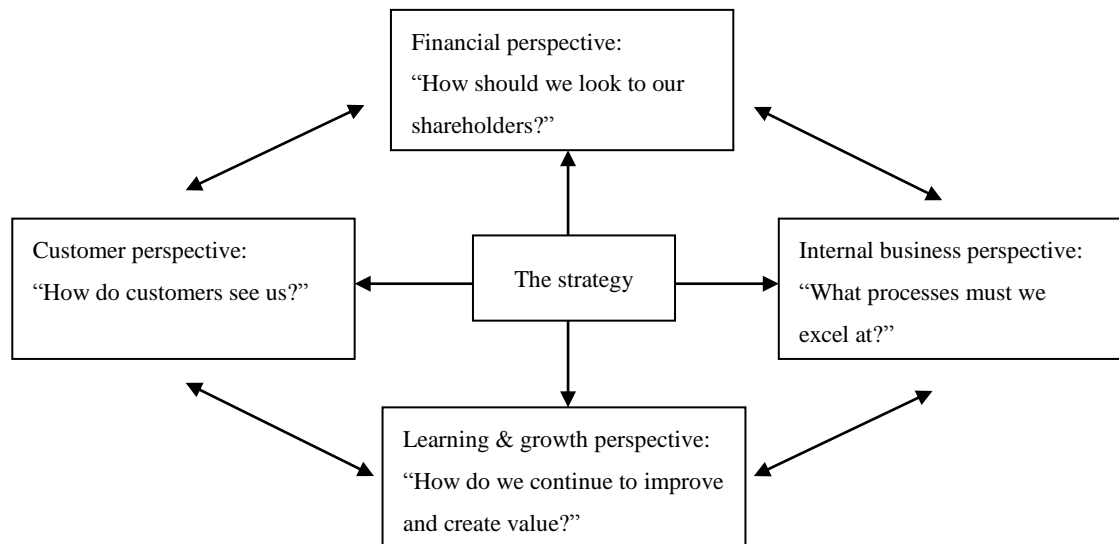 Financial perspective:
“How should we look to our
shareholders?”
Customer perspective:
“How do customers see us?”
The strategy
Internal business perspective:
“What processes must we
excel at?”
Learning & growth perspective:
“How do we continue to improve
and create value?”